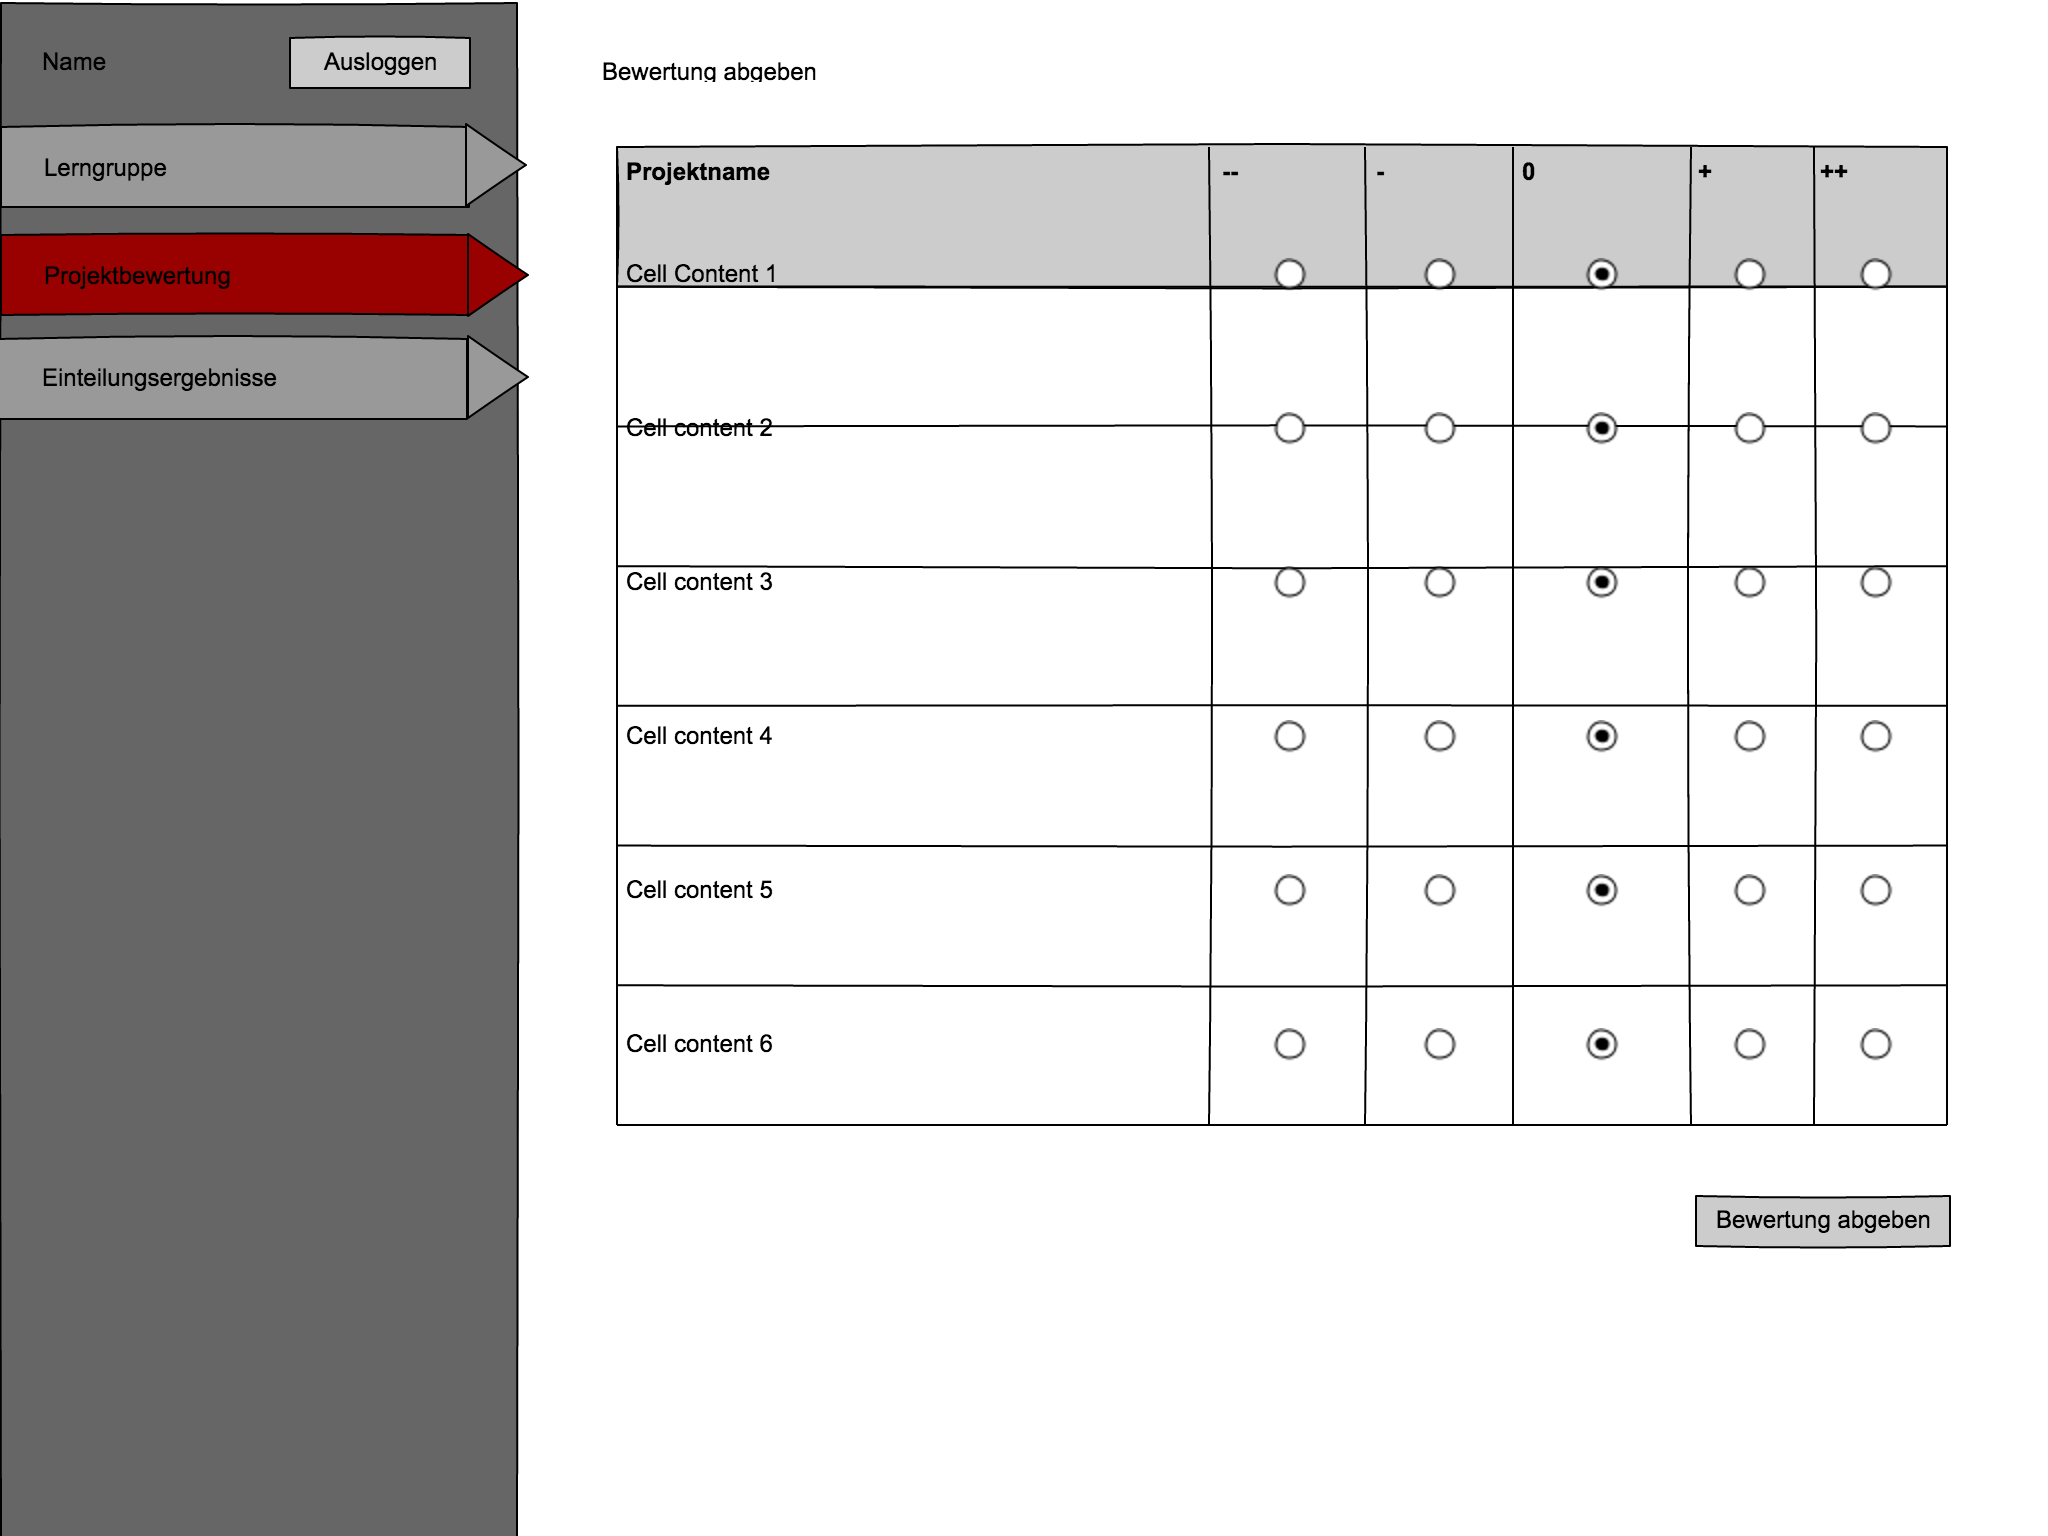 Name
Ausloggen
Lerngruppe
Projektbewertung
Einteilungsergebnisse
Bewertung abgeben
Projektname -- - 0 + ++
Cell Content 1
Cell content 2
Cell content 3
Cell content 4
Cell content 5
Cell content 6
Bewertung abgeben